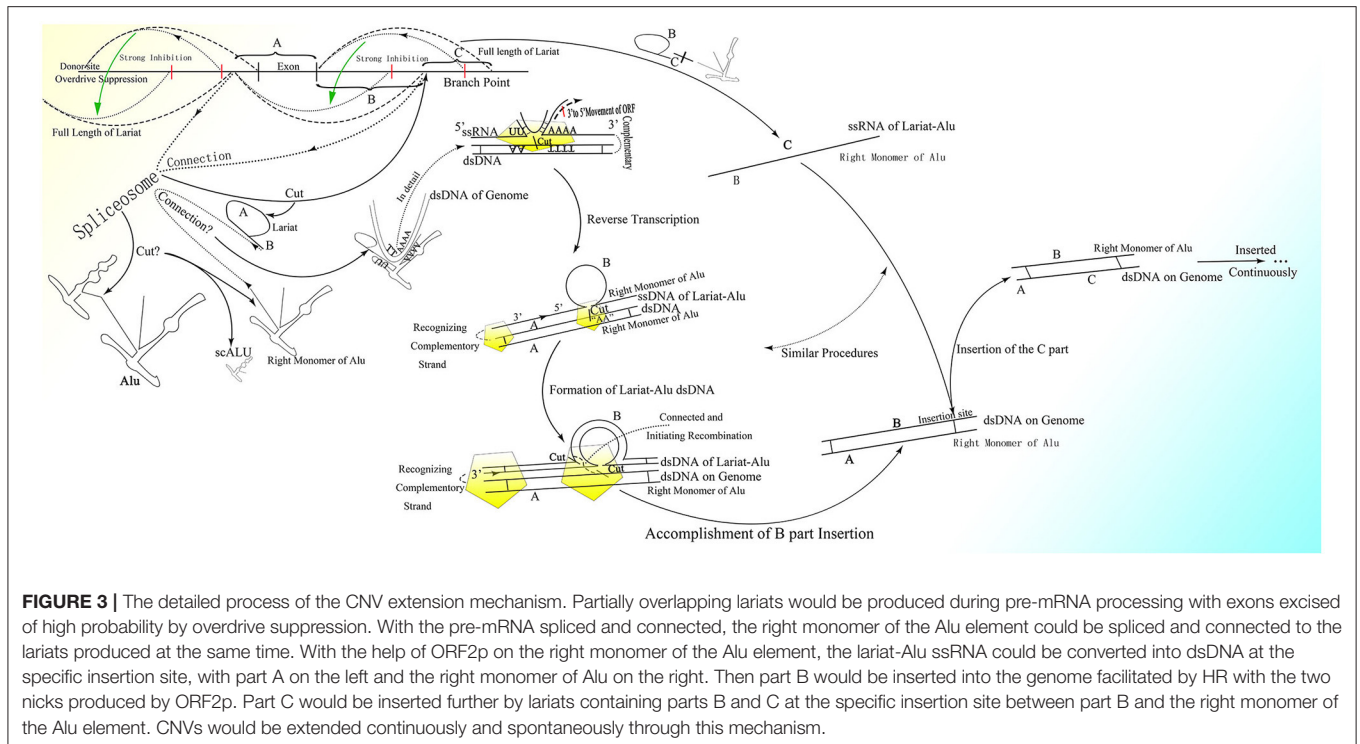 A
Donor site
Overdrive Suppression
Strong Inhibition
Exon
Strong Inhibition
C
Full length of Lariat
B
Branch Point
Full Length of Lariat
B
C
Connection
Spliceosome
Cut
A
Lariat
Connection?
B
Cut?
Alu
scALU
Right Monomer of Alu
In detail
dsDNA of Genome
UU
TT
AAAA
AAAA
3' to 5' Movement of ORF
5'
ssRNA
UU
AAAA
3'
Cut
dsDNA
AA
TTTT
Complementary
Reverse Transcription
B
Right Monomer of Alu
ssDNA of Lariat-Alu
3'
5'
Cut
dsDNA
A
"AA"
Right Monomer of Alu
Recognizing
Complementory
Strand
A
Formation of Lariat-Alu dsDNA
B
Connected and
Initiating Recombination
Cut
Cut
dsDNA of Lariat-Alu
Recognizing
3'
dsDNA on Genome
Complementory
A
Right Monomer of Alu
Strand
Accomplishment of B part Insertion
ssRNA of Lariat-Alu
C
Right Monomer of Alu
B
Similar Procedures
Insertion of the C part
B
Insertion site
dsDNA on Genome
Right Monomer of Alu
A
B
Right Monomer of Alu
dsDNA on Genome
A
C
Inserted
Continuously
...
FIGURE 3 | The detailed process of the CNV extension mechanism. Partially overlapping lariats would be produced during pre-mRNA processing with exons excised
of high probability by overdrive suppression. With the pre-mRNA spliced and connected, the right monomer of the Alu element could be spliced and connected to the
lariats produced at the same time. With the help of ORF2p on the right monomer of the Alu element, the lariat-Alu ssRNA could be converted into dsDNA at the
specific insertion site, with part A on the left and the right monomer of Alu on the right. Then part B would be inserted into the genome facilitated by HR with the two
nicks produced by ORF2p. Part C would be inserted further by lariats containing parts B and C at the specific insertion site between part B and the right monomer of
the Alu element. CNVs would be extended continuously and spontaneously through this mechanism.